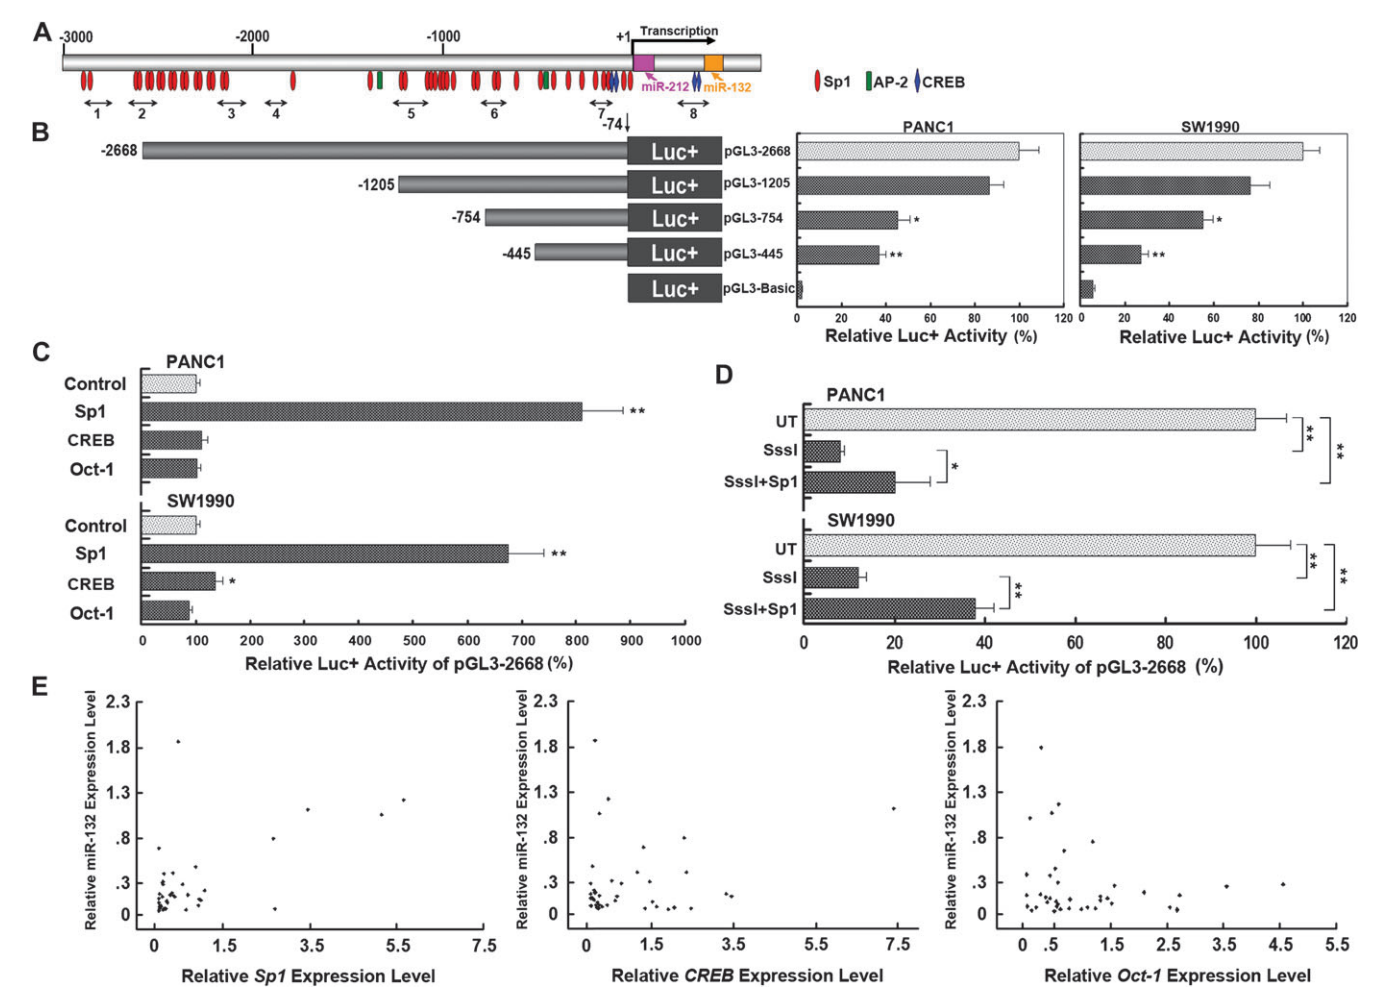 A
-3000
-2000
-1000
+1
Transcription
miR-212
miR-132
Sp1
AP-2
CREB
1
2
3
4
5
6
7
8
B
-74
-2668
Luc+
pGL3-2668
-1205
Luc+
pGL3-1205
-754
Luc+
pGL3-754
-445
Luc+
pGL3-445
Luc+
pGL3-Basic
PANC1
*
**
0 20 40 60 80 100 120
Relative Luc+ Activity (%)
SW1990
*
**
0 20 40 60 80 100 120
Relative Luc+ Activity (%)
C
PANC1
Control
Sp1 **
CREB
Oct-1
SW1990
Control
Sp1 **
CREB *
Oct-1
0 100 200 300 400 500 600 700 800 900 1000
Relative Luc+ Activity of pGL3-2668 (%)
D
PANC1
UT
SssI
SssI+Sp1
*
**
**
SW1990
UT
SssI
SssI+Sp1
**
**
**
0 20 40 60 80 100 120
Relative Luc+ Activity of pGL3-2668 (%)
E
Relative miR-132 Expression Level
2.3
1.8
1.3
.8
.3
0
0 1.5 3.5 5.5 7.5
Relative Sp1 Expression Level
Relative miR-132 Expression Level
2.3
1.8
1.3
.8
.3
0
0 1.5 3.5 5.5 7.5
Relative CREB Expression Level
Relative miR-132 Expression Level
2.3
1.8
1.3
.8
.3
0
0 .5 1.5 2.5 3.5 4.5 5.5
Relative Oct-1 Expression Level